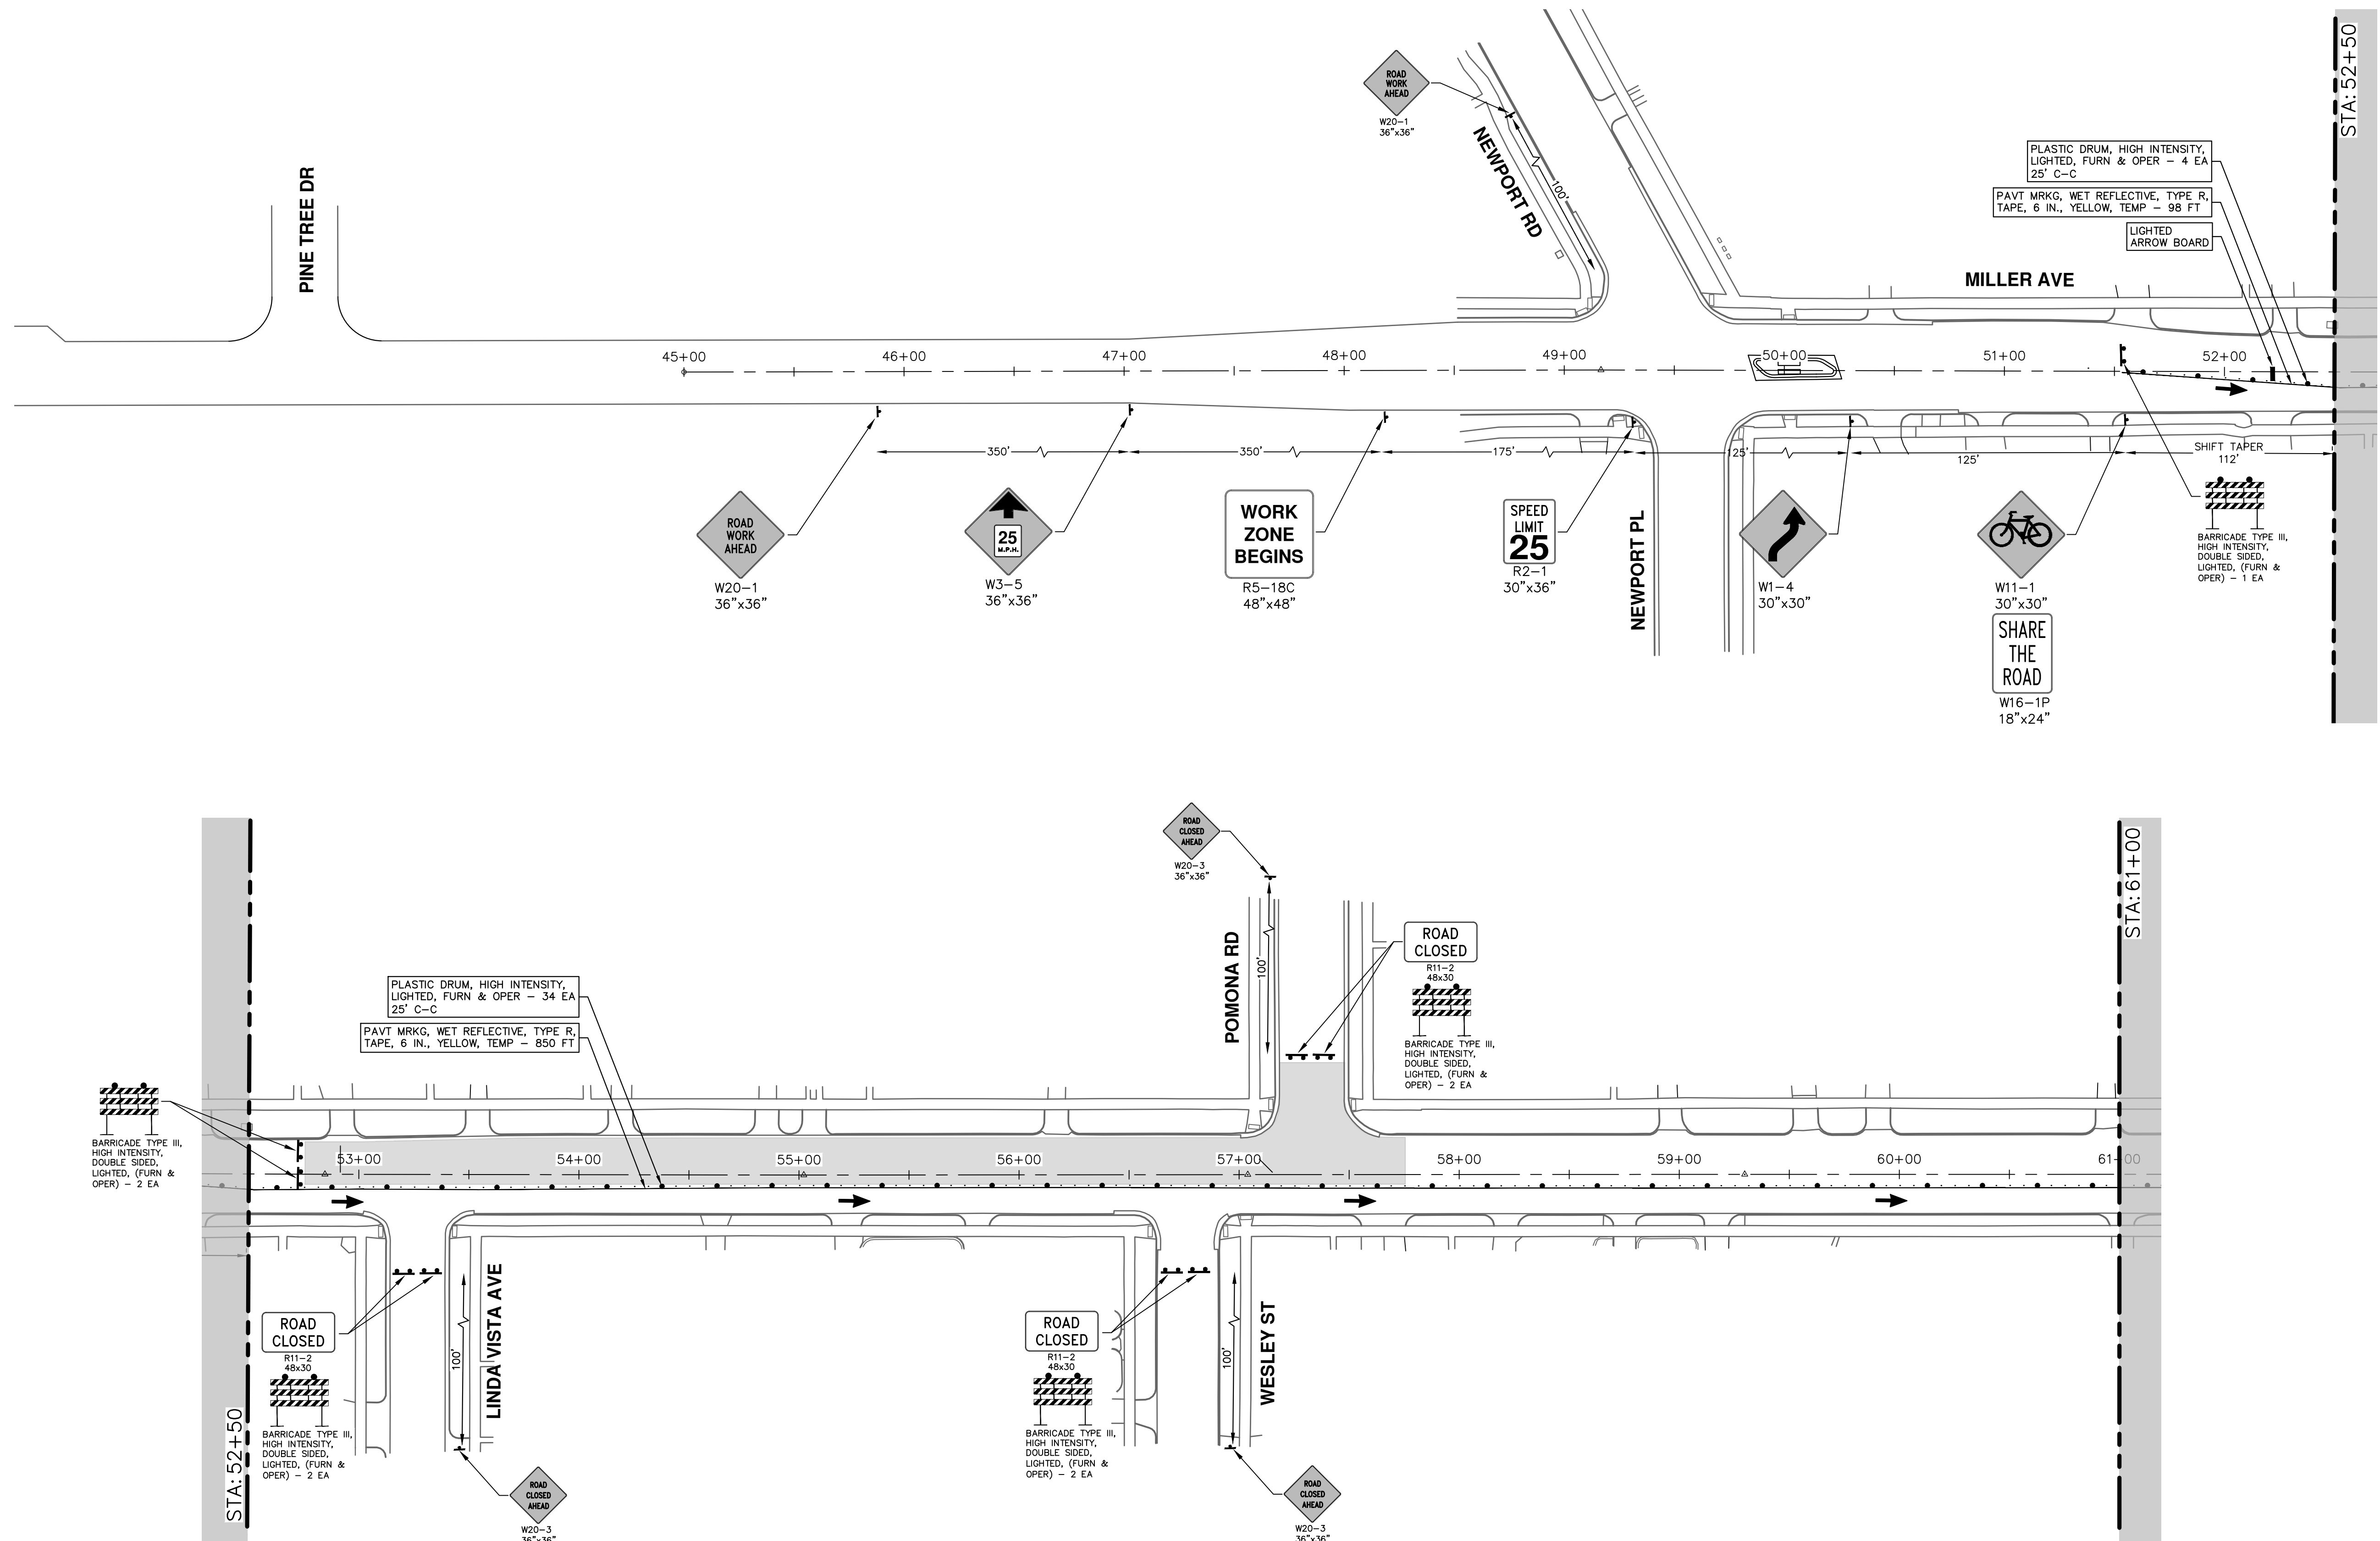 ROAD
WORK
AHEAD
W20-1
36"x36"
NEWPORT RD
100'
PINE TREE DR
STA: 52+50
PLASTIC DRUM, HIGH INTENSITY,
LIGHTED, FURN & OPER - 4 EA
25' C-C
PAVT MRKG, WET REFLECTIVE, TYPE R,
TAPE, 6 IN., YELLOW, TEMP - 98 FT
LIGHTED
ARROW BOARD
MILLER AVE
45+00
46+00
47+00
48+00
49+00
50+00
51+00
52+00
350'
350'
175'
125'
125'
SHIFT TAPER
112'
ROAD
WORK
AHEAD
W20-1
36"x36"
25
M.P.H.
W3-5
36"x36"
WORK
ZONE
BEGINS
R5-18C
48"x48"
SPEED
LIMIT
25
R2-1
30"x36"
NEWPORT PL
W1-4
30"x30"
W11-1
30"x30"
SHARE
THE
ROAD
W16-1P
18"x24"
BARRICADE TYPE III,
HIGH INTENSITY,
DOUBLE SIDED,
LIGHTED, (FURN &
OPER) - 1 EA
ROAD
CLOSED
AHEAD
W20-3
36"x36"
POMONA RD
100'
ROAD
CLOSED
R11-2
48x30
BARRICADE TYPE III,
HIGH INTENSITY,
DOUBLE SIDED,
LIGHTED, (FURN &
OPER) - 2 EA
STA: 61+00
PLASTIC DRUM, HIGH INTENSITY,
LIGHTED, FURN & OPER - 34 EA
25' C-C
PAVT MRKG, WET REFLECTIVE, TYPE R,
TAPE, 6 IN., YELLOW, TEMP - 850 FT
BARRICADE TYPE III,
HIGH INTENSITY,
DOUBLE SIDED,
LIGHTED, (FURN &
OPER) - 2 EA
53+00
54+00
55+00
56+00
57+00
58+00
59+00
60+00
61+00
STA: 52+50
ROAD
CLOSED
R11-2
48x30
BARRICADE TYPE III,
HIGH INTENSITY,
DOUBLE SIDED,
LIGHTED, (FURN &
OPER) - 2 EA
100'
LINDA VISTA AVE
ROAD
CLOSED
AHEAD
W20-3
36"x36"
ROAD
CLOSED
R11-2
48x30
BARRICADE TYPE III,
HIGH INTENSITY,
DOUBLE SIDED,
LIGHTED, (FURN &
OPER) - 2 EA
100'
WESLEY ST
ROAD
CLOSED
AHEAD
W20-3
36"x36"